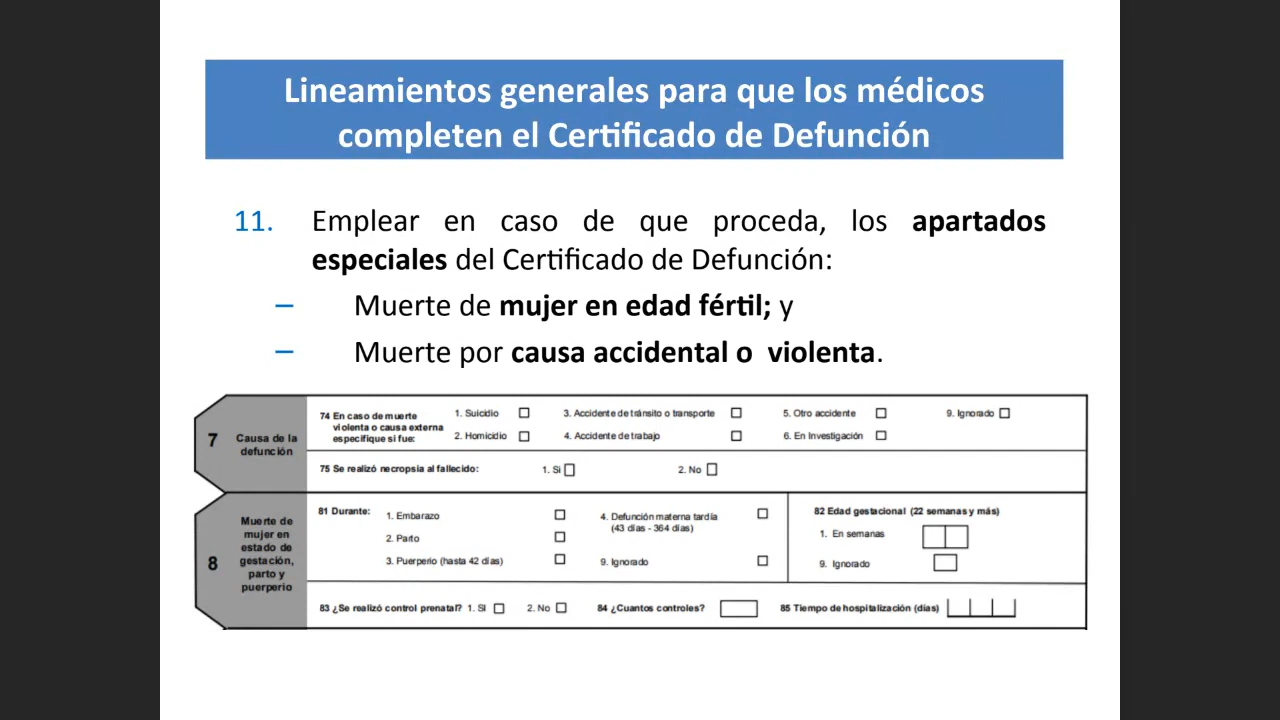 Lineamientos generales para que los médicos
completen el Certificado de Defunción
11. Emplear en caso de que proceda, los apartados
especiales del Certificado de Defunción:
– Muerte de mujer en edad fértil; y
– Muerte por causa accidental o violenta.
7 Causa de la
defunción
74 En caso de muerte
violenta o causa externa
especifique si fue:
1. Suicidio 3. Accidente de tránsito o transporte 5. Otro accidente 9. Ignorado
2. Homicidio 4. Accidente de trabajo 6. En Investigación
75 Se realizó necropsia al fallecido: 1. Si 2. No
8 Muerte de
mujer en
estado de
gestación,
parto y
puerperio
81 Durante: 1. Embarazo
2. Parto
3. Puerperio (hasta 42 días)
4. Defunción materna tardía
(43 días - 364 días)
9. Ignorado
82 Edad gestacional (22 semanas y más)
1. En semanas
9. Ignorado
83 ¿Se realizó control prenatal? 1. SI 2. No 84 ¿Cuantos controles? 85 Tiempo de hospitalización (días)